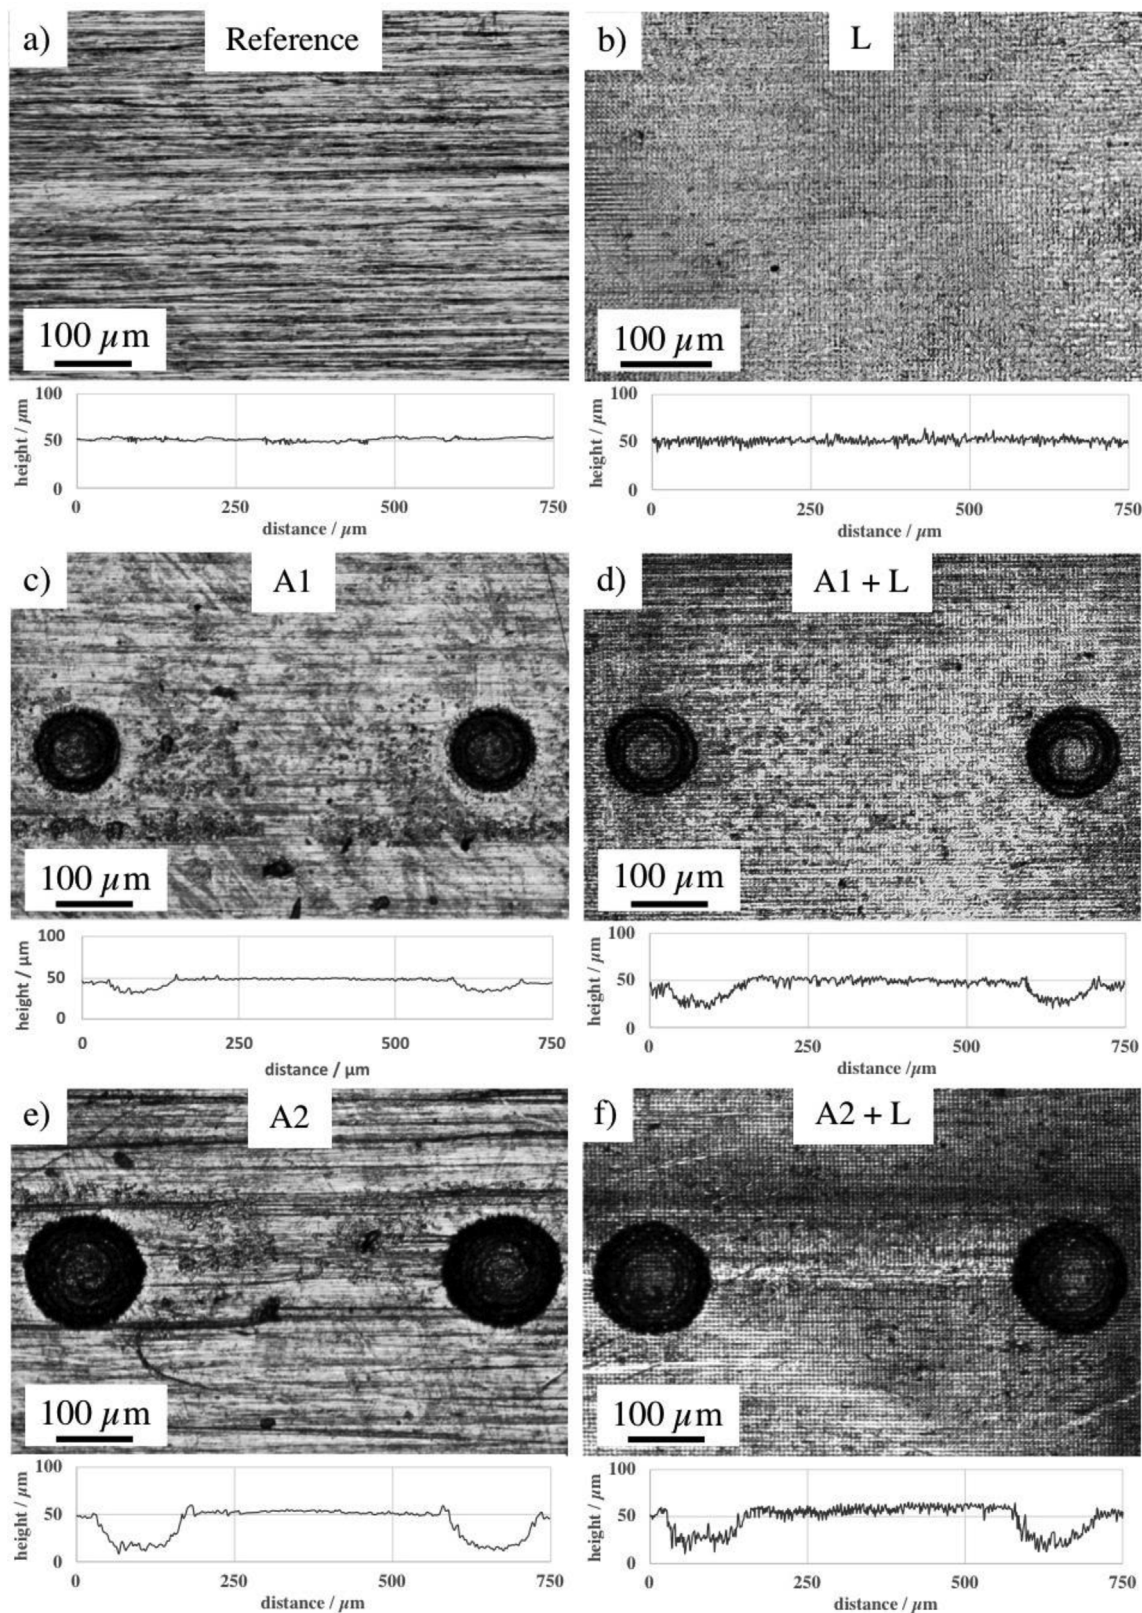 a) Reference
100 µm
100
50
0
height / µm
0 250 500 750
distance / µm
b) L
100 µm
100
50
0
height / µm
0 250 500 750
distance / µm
c) A1
100 µm
100
50
0
height / µm
0 250 500 750
distance / µm
d) A1 + L
100 µm
100
50
0
height / µm
0 250 500 750
distance /µm
e) A2
100 µm
100
50
0
height / µm
0 250 500 750
distance / µm
f) A2 + L
100 µm
100
50
0
height / µm
0 250 500 750
distance / µm